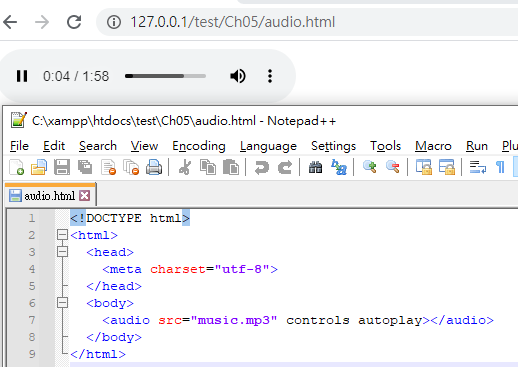 127.0.0.1/test/Ch05/audio.html
0:04 / 1:58
C:\xampp\htdocs\test\Ch05\audio.html - Notepad++
File Edit Search View Encoding Language Settings Tools Macro Run Plu
audio.html
1 <!DOCTYPE html>
2 <html>
3 <head>
4 <meta charset="utf-8">
5 </head>
6 <body>
7 <audio src="music.mp3" controls autoplay></audio>
8 </body>
9 </html>